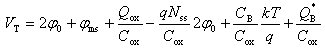 V_T = 2φ_0 + φ_ms + Q_ox/C_ox − qN_ss/C_ox 2φ_0 + C_B/C_ox kT/q + Q_B^*/C_ox